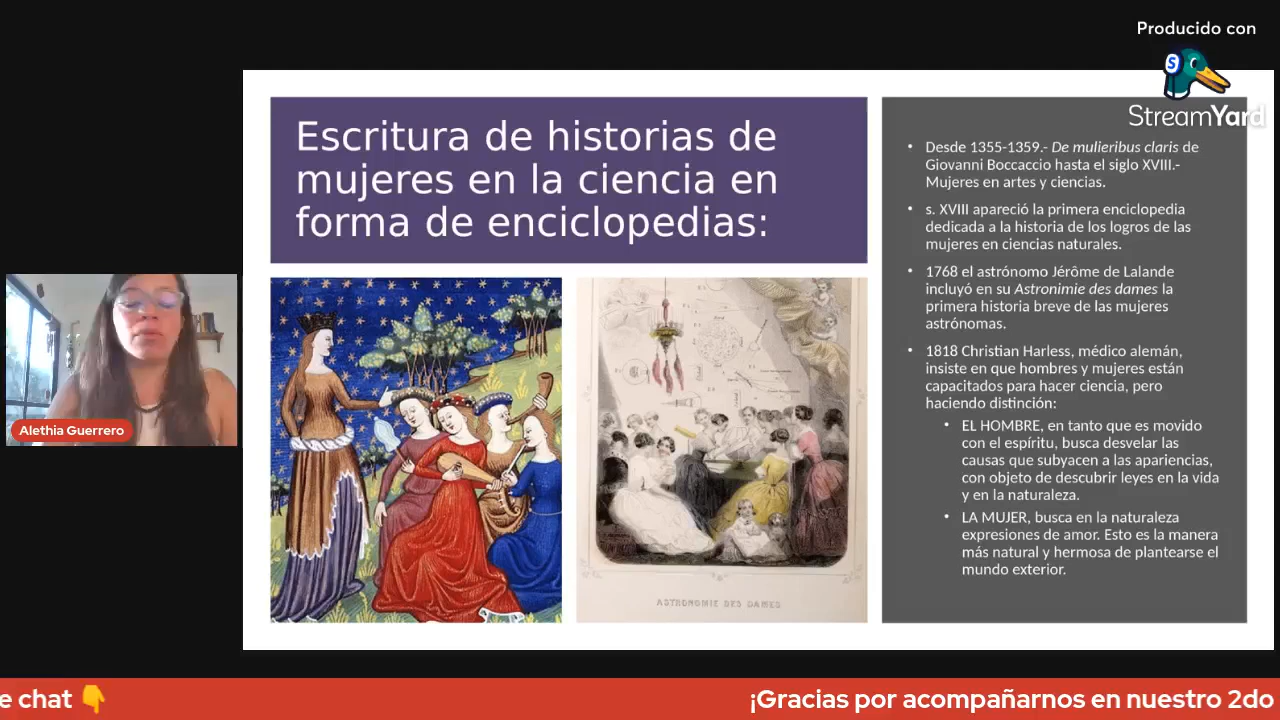 Producido con
StreamYard
Escritura de historias de
mujeres en la ciencia en
forma de enciclopedias:
• Desde 1355-1359.- De mulieribus claris de
Giovanni Boccaccio hasta el siglo XVIII.-
Mujeres en artes y ciencias.
• s. XVIII apareció la primera enciclopedia
dedicada a la historia de los logros de las
mujeres en ciencias naturales.
• 1768 el astrónomo Jérôme de Lalande
incluyó en su Astronimie des dames la
primera historia breve de las mujeres
astrónomas.
• 1818 Christian Harless, médico alemán,
insiste en que hombres y mujeres están
capacitados para hacer ciencia, pero
haciendo distinción:
• EL HOMBRE, en tanto que es movido
con el espíritu, busca desvelar las
causas que subyacen a las apariencias,
con objeto de descubrir leyes en la vida
y en la naturaleza.
• LA MUJER, busca en la naturaleza
expresiones de amor. Esto es la manera
más natural y hermosa de plantearse el
mundo exterior.
ASTRONOMIE DES DAMES
Alethia Guerrero
e chat 👇 ¡Gracias por acompañarnos en nuestro 2do